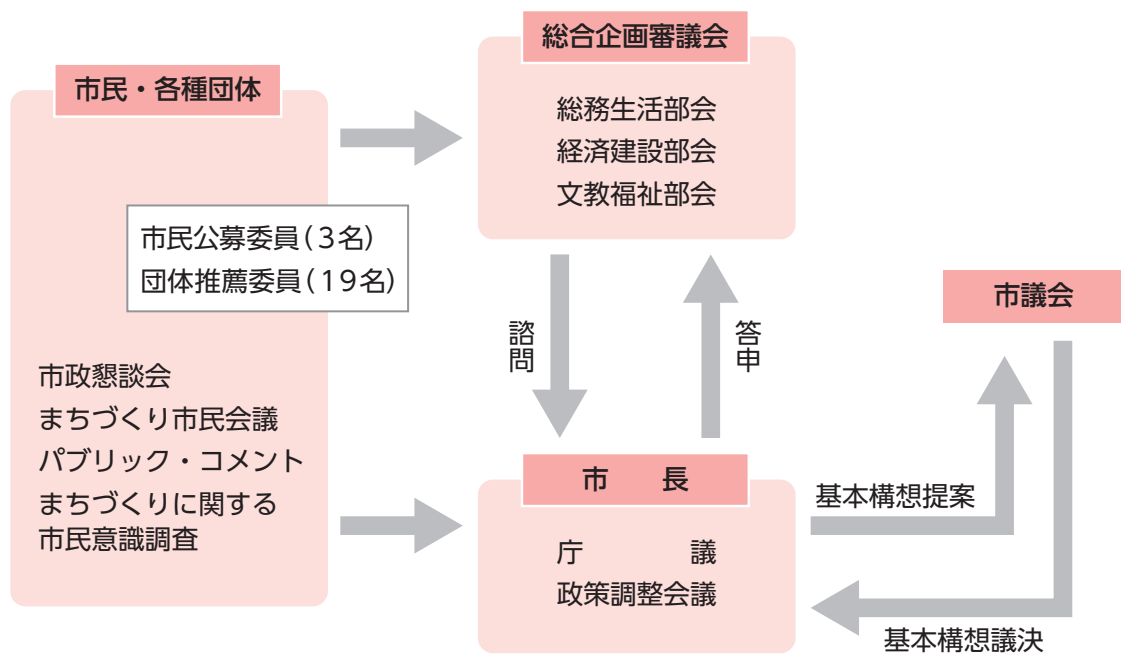 市民・各種団体
市民公募委員(3名)
団体推薦委員(19名)
市政懇談会
まちづくり市民会議
パブリック・コメント
まちづくりに関する
市民意識調査
総合企画審議会
総務生活部会
経済建設部会
文教福祉部会
諮問
答申
市　長
庁　議
政策調整会議
市議会
基本構想提案
基本構想議決